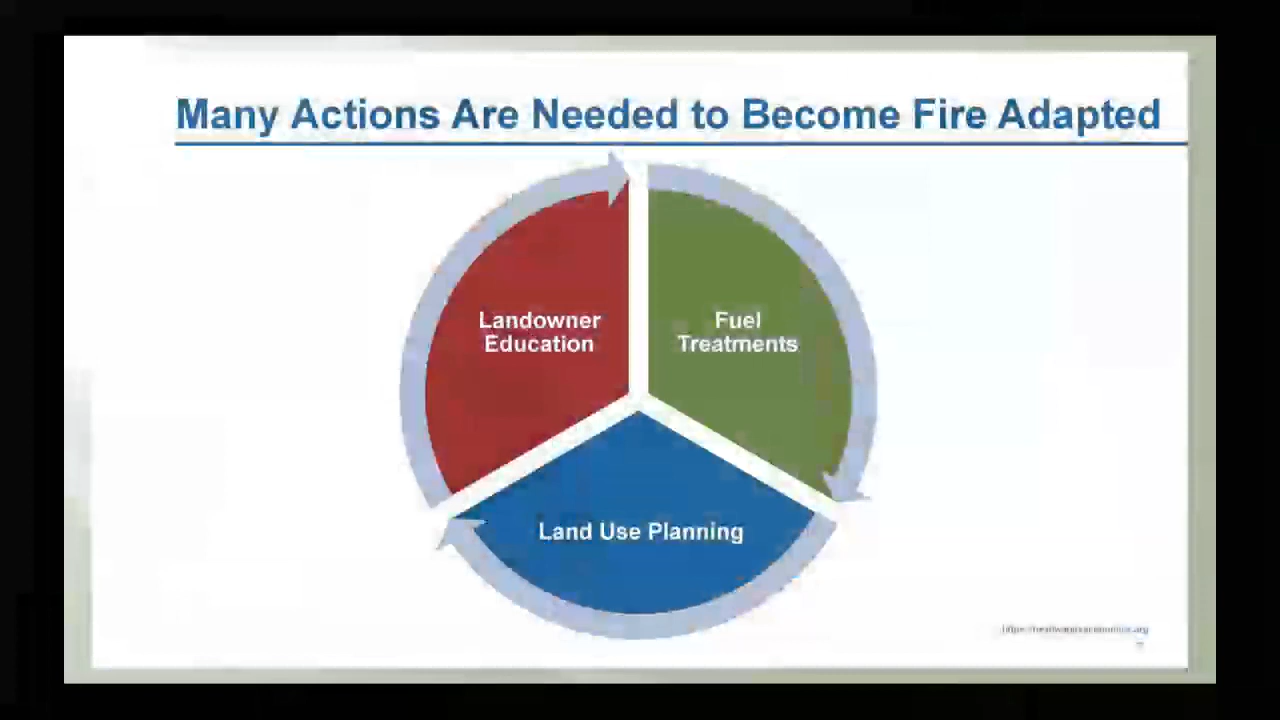 Many Actions Are Needed to Become Fire Adapted
Landowner
Education
Fuel
Treatments
Land Use Planning